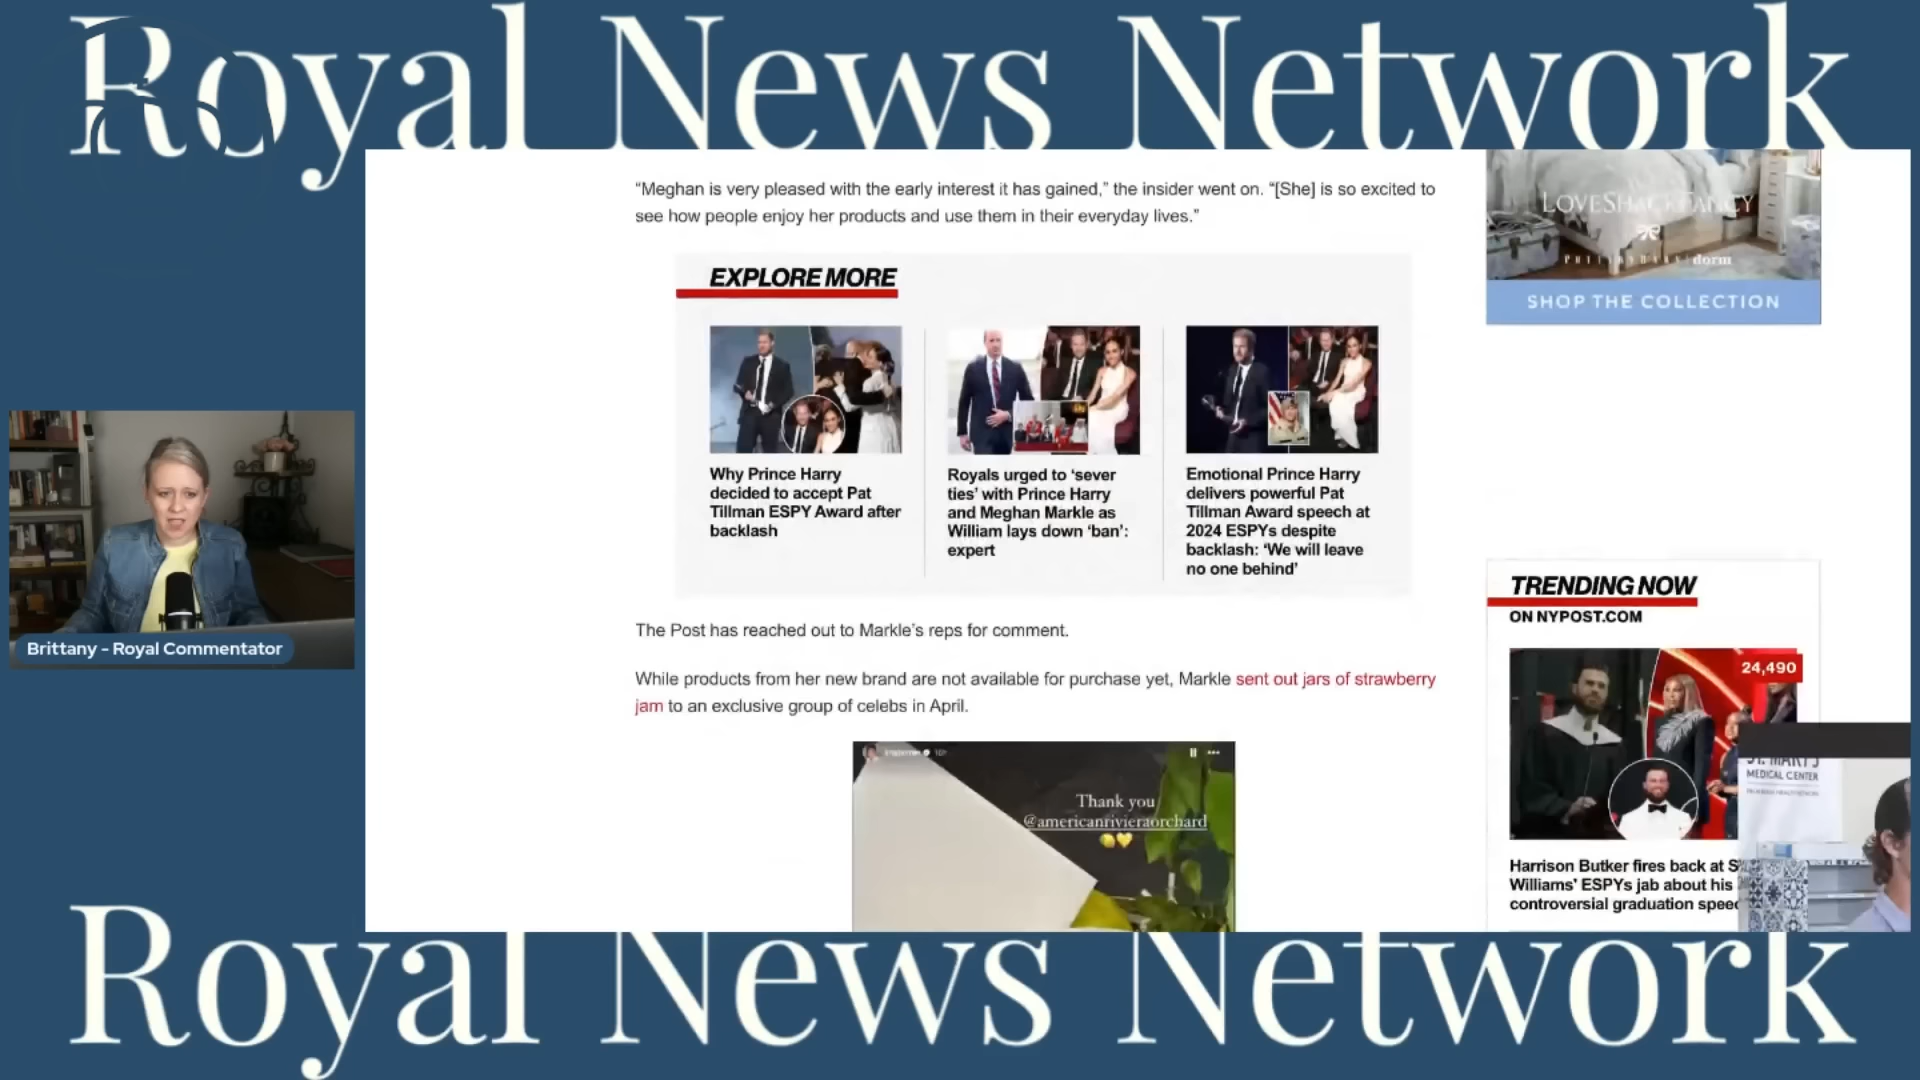 Royal News Network
“Meghan is very pleased with the early interest it has gained,” the insider went on. “[She] is so excited to
see how people enjoy her products and use them in their everyday lives.”
LOVESHACKFANCY
dorm
SHOP THE COLLECTION
EXPLORE MORE
Why Prince Harry
decided to accept Pat
Tillman ESPY Award after
backlash
Royals urged to ‘sever
ties’ with Prince Harry
and Meghan Markle as
William lays down ‘ban’:
expert
Emotional Prince Harry
delivers powerful Pat
Tillman Award speech at
2024 ESPYs despite
backlash: ‘We will leave
no one behind’
The Post has reached out to Markle’s reps for comment.
While products from her new brand are not available for purchase yet, Markle sent out jars of strawberry
jam to an exclusive group of celebs in April.
Thank you
@americanrivieraorchard
TRENDING NOW
ON NYPOST.COM
24,490
ST. MARY'S
MEDICAL CENTER
Harrison Butker fires back at S
Williams’ ESPYs jab about his
controversial graduation spee
Brittany - Royal Commentator
Royal News Network